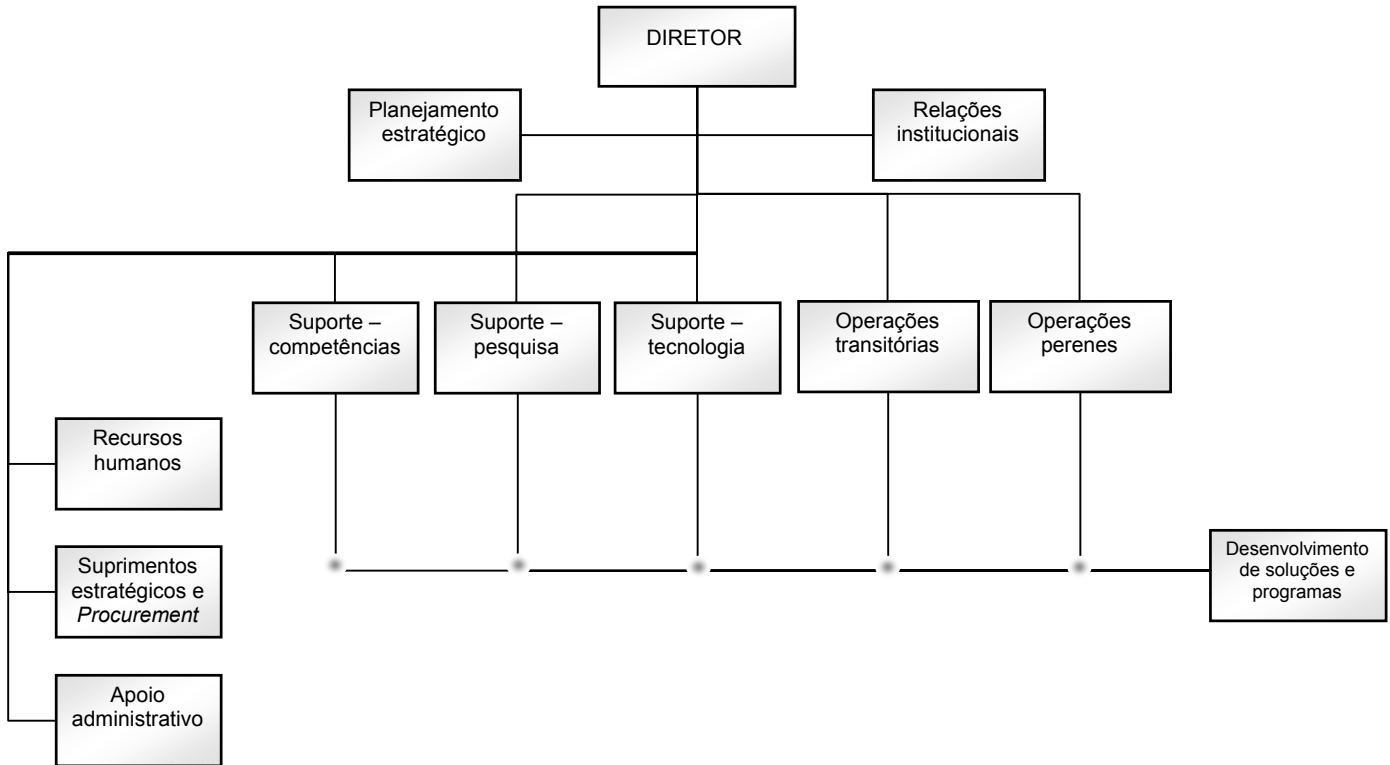 DIRETOR
Planejamento
estratégico
Relações
institucionais
Suporte –
competências
Suporte –
pesquisa
Suporte –
tecnologia
Operações
transitórias
Operações
perenes
Recursos
humanos
Suprimentos
estratégicos e
Procurement
Desenvolvimento
de soluções e
programas
Apoio
administrativo